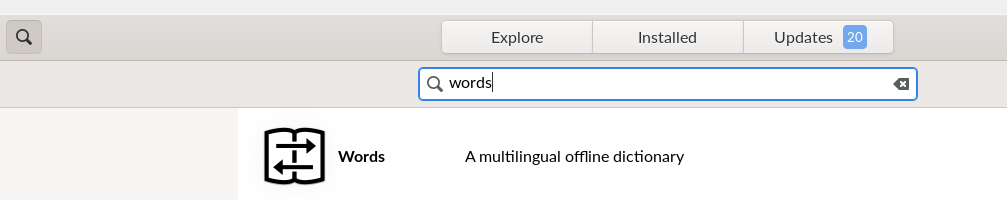 Explore Installed Updates 20
words
Words A multilingual offline dictionary